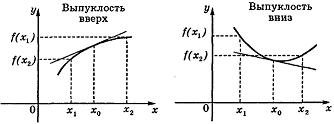 Выпуклость
вверх
y
f(x₁)
f(x₂)
0
x₁
x₀
x₂
x
Выпуклость
вниз
y
f(x₁)
f(x₂)
0
x₁
x₀
x₂
x